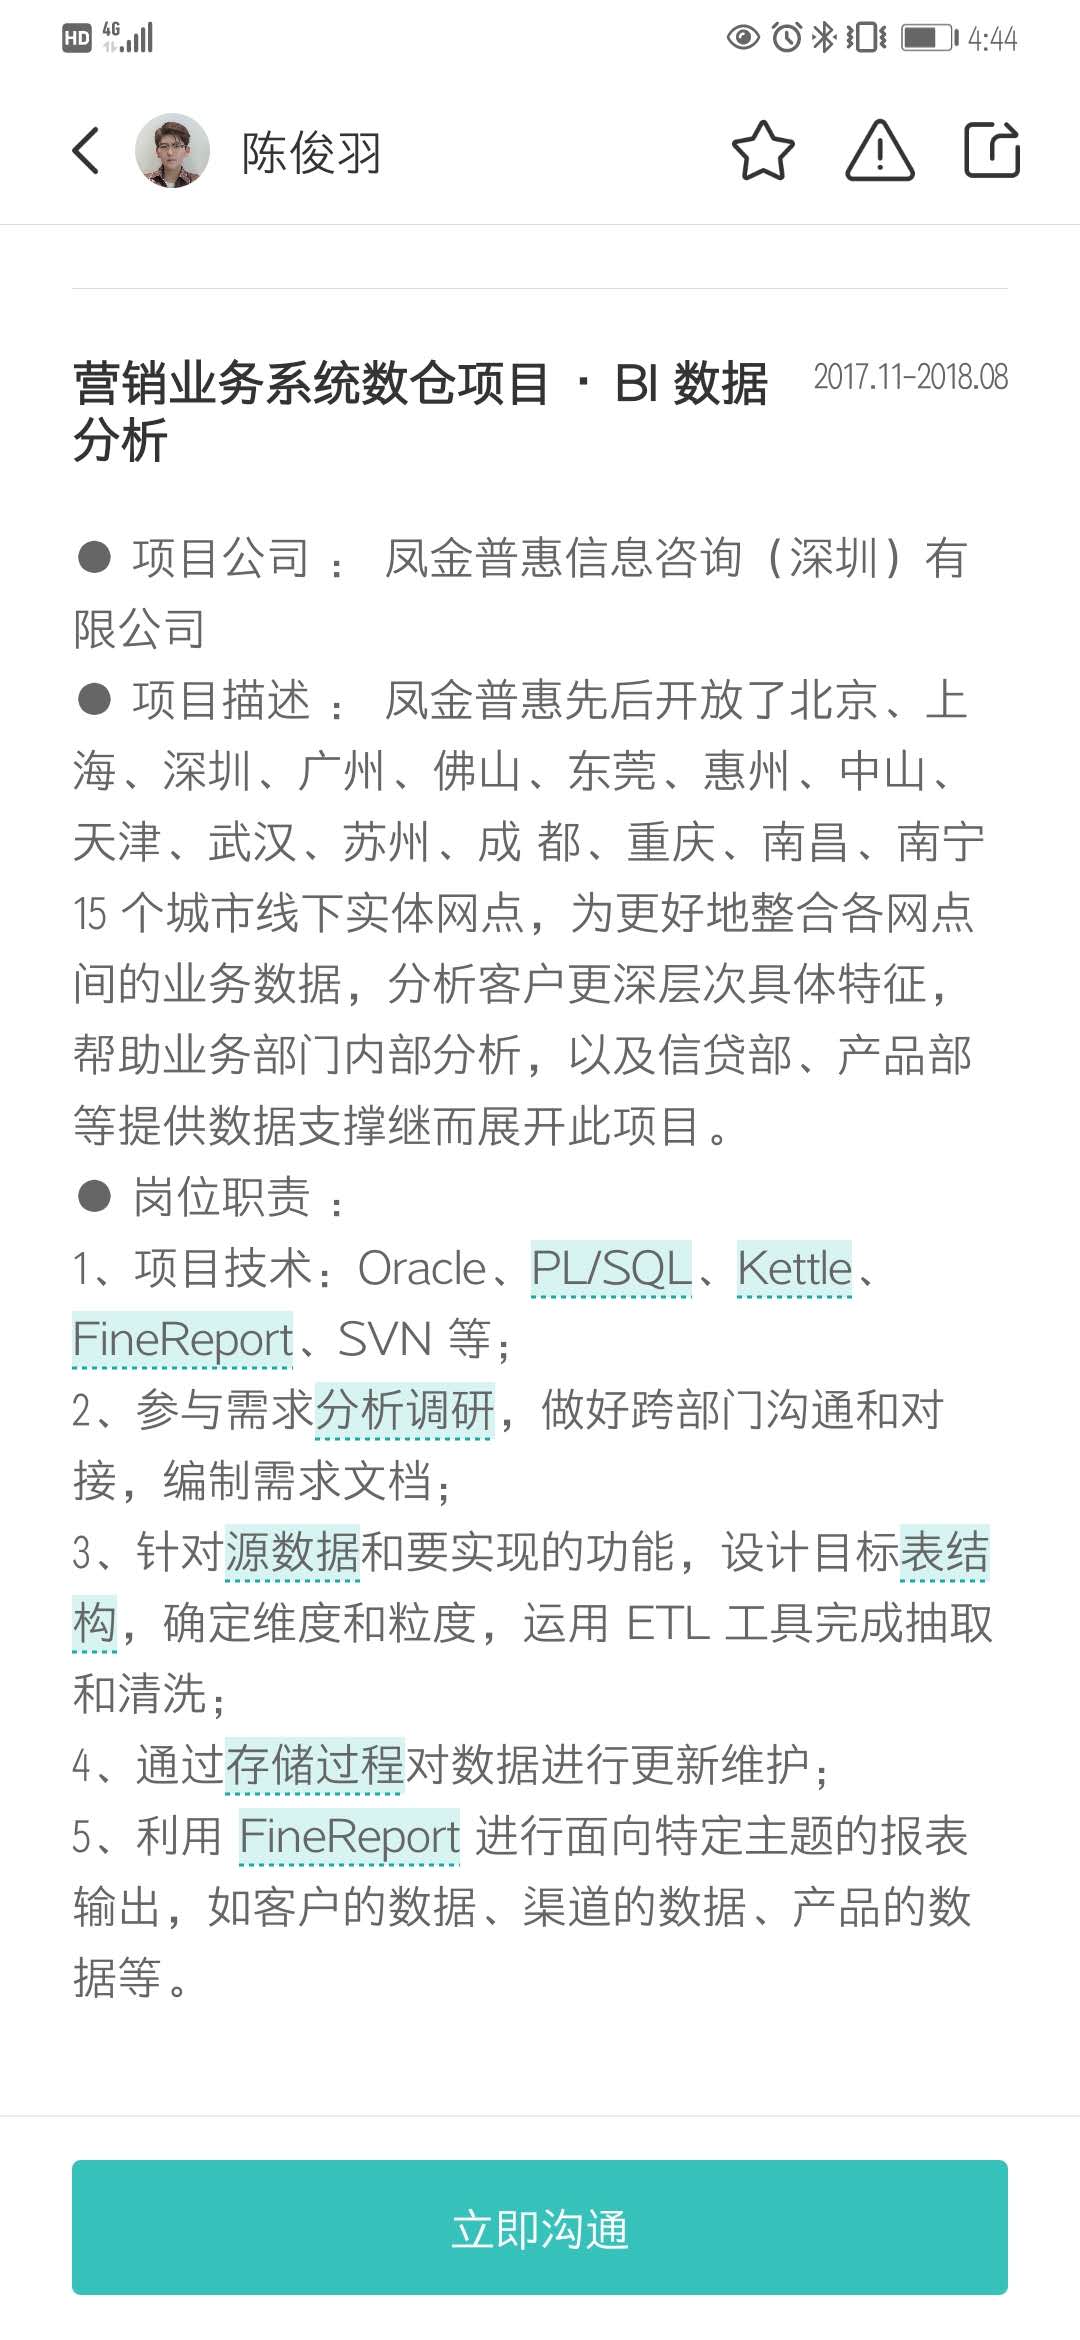 HD 4G 4:44
陈俊羽
营销业务系统数仓项目 · BI 数据 2017.11-2018.08
分析
● 项目公司 : 凤金普惠信息咨询（深圳）有
限公司
● 项目描述 : 凤金普惠先后开放了北京、上
海、深圳、广州、佛山、东莞、惠州、中山、
天津、武汉、苏州、成 都、重庆、南昌、南宁
15 个城市线下实体网点，为更好地整合各网点
间的业务数据，分析客户更深层次具体特征，
帮助业务部门内部分析，以及信贷部、产品部
等提供数据支撑继而展开此项目。
● 岗位职责 :
1、项目技术：Oracle、PL/SQL、Kettle、
FineReport、SVN 等；
2、参与需求分析调研，做好跨部门沟通和对
接，编制需求文档；
3、针对源数据和要实现的功能，设计目标表结
构，确定维度和粒度，运用 ETL 工具完成抽取
和清洗；
4、通过存储过程对数据进行更新维护；
5、利用 FineReport 进行面向特定主题的报表
输出，如客户的数据、渠道的数据、产品的数
据等。
立即沟通